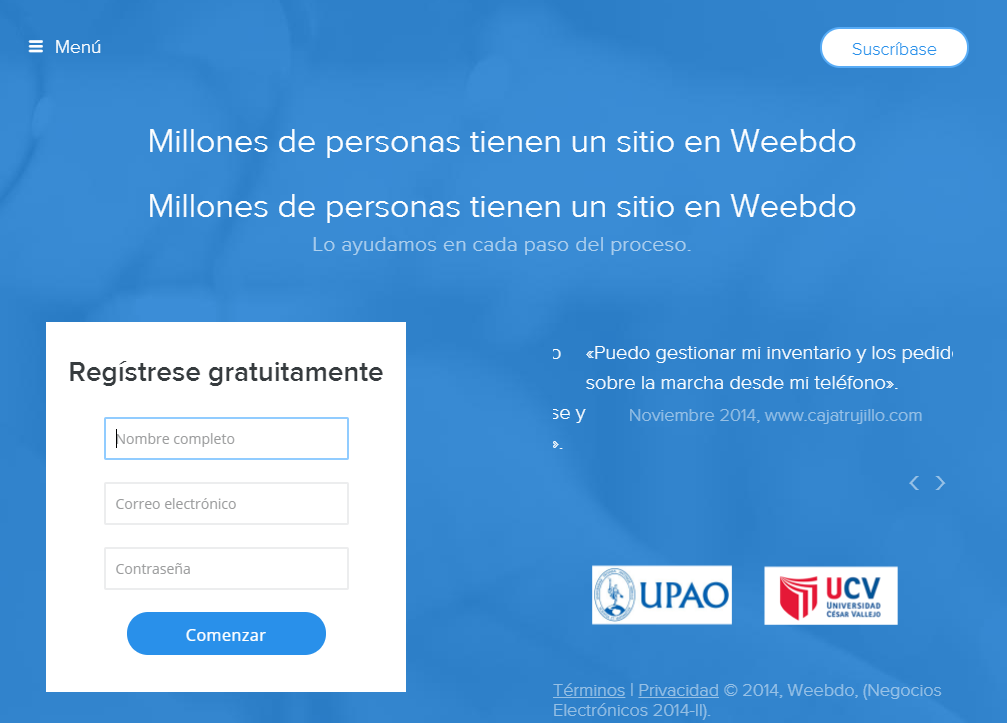 Menú
Suscríbase
Millones de personas tienen un sitio en Weebdo
Millones de personas tienen un sitio en Weebdo
Lo ayudamos en cada paso del proceso.
Regístrese gratuitamente
Nombre completo
Correo electrónico
Contraseña
Comenzar
o
«Puedo gestionar mi inventario y los pedido
sobre la marcha desde mi teléfono».
se y
Noviembre 2014, www.cajatrujillo.com
».
UPAO
UCV
UNIVERSIDAD
CÉSAR VALLEJO
Términos | Privacidad © 2014, Weebdo, (Negocios
Electrónicos 2014-II).